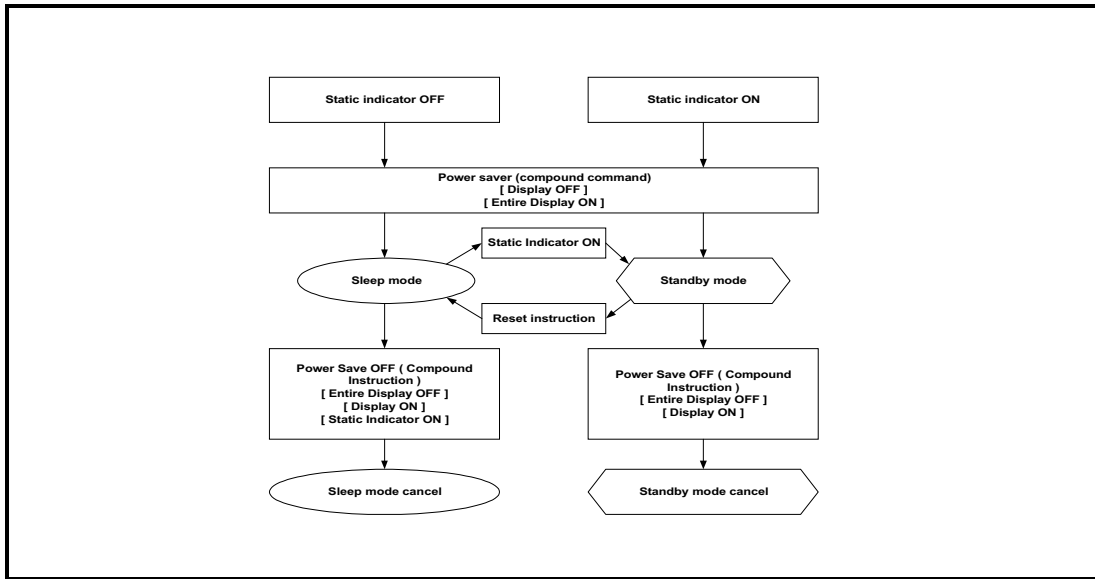 Static indicator OFF
Static indicator ON
Power saver (compound command)
[ Display OFF ]
[ Entire Display ON ]
Static Indicator ON
Sleep mode
Standby mode
Reset instruction
Power Save OFF ( Compound
Instruction )
[ Entire Display OFF ]
[ Display ON ]
[ Static Indicator ON ]
Power Save OFF ( Compound
Instruction )
[ Entire Display OFF ]
[ Display ON ]
Sleep mode cancel
Standby mode cancel